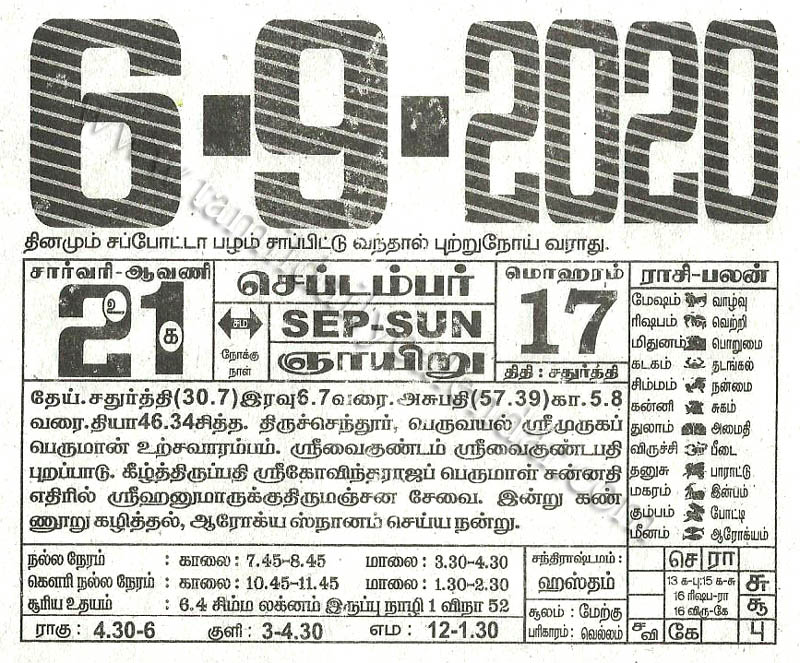 6-9-2020
தினமும் சப்போட்டா பழம் சாப்பிட்டு வந்தால் புற்றுநோய் வராது.
சார்வரி-ஆவணி
21
உ
க
சம
நோக்கு
நாள்
செப்டம்பர்
SEP-SUN
ஞாயிறு
மொஹரம்
17
திதி : சதுர்த்தி
தேய். சதுர்த்தி(30.7)இரவு6.7வரை. அசுபதி(57.39)கா.5.8
வரை.தியா46.34சித்த. திருச்செந்தூர், பெருவயல் ஸ்ரீமுருகப்
பெருமான் உற்சவாரம்பம். ஸ்ரீவைகுண்டம் ஸ்ரீவைகுண்டபதி
புறப்பாடு. கீழ்த்திருப்பதி ஸ்ரீகோவிந்தராஜப் பெருமாள் சன்னதி
எதிரில் ஸ்ரீஹனுமாருக்குதிருமஞ்சன சேவை. இன்று கண்
ணூறு கழித்தல், ஆரோக்ய ஸ்நானம் செய்ய நன்று.
ராசி-பலன்
மேஷம் வாழ்வு
ரிஷபம் வெற்றி
மிதுனம் பொறுமை
கடகம் தடங்கல்
சிம்மம் நன்மை
கன்னி சுகம்
துலாம் அமைதி
விருச்சி பீடை
தனுசு பாராட்டு
மகரம் இன்பம்
கும்பம் போட்டி
மீனம் ஆரோக்யம்
நல்ல நேரம் : காலை: 7.45-8.45 மாலை: 3.30-4.30
கௌரி நல்ல நேரம் : காலை: 10.45-11.45 மாலை: 1.30-2.30
சூரிய உதயம் : 6.4 சிம்ம லக்னம் இருப்பு நாழி 1 விநா 52
ராகு : 4.30-6 குளி : 3-4.30 எம : 12-1.30
சந்திராஷ்டமம் :
ஹஸ்தம்
சூலம் : மேற்கு
பரிகாரம் : வெல்லம்
செ ரா
13 க-பு:15 க-சு
16 ரிஷப-ரா
16 விரு-கே
சு
சூ
ச
வி
கே
பு
www.tamildailycalendar.com